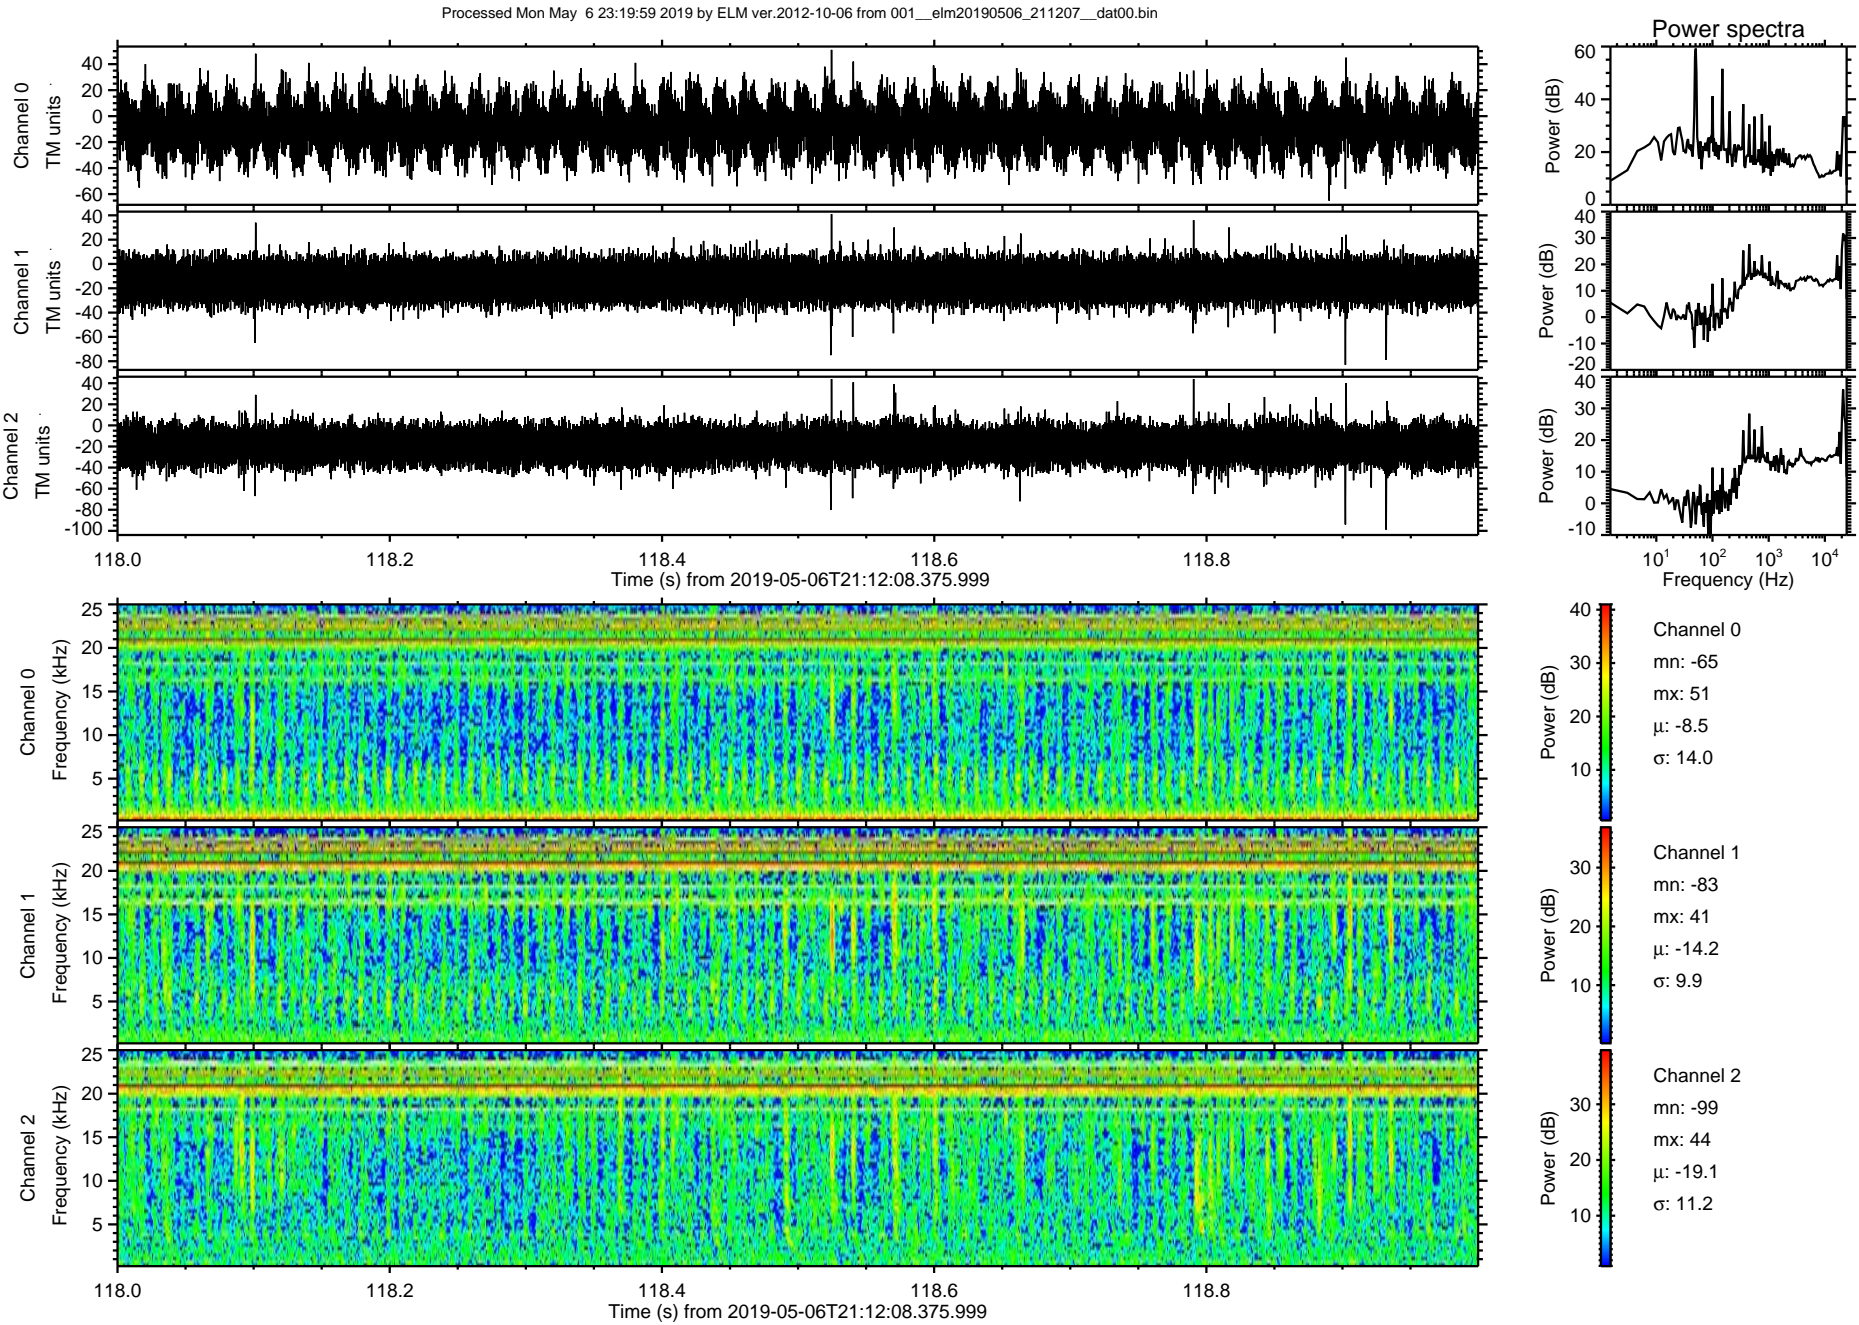 Processed Mon May  6 23:19:59 2019 by ELM ver.2012-10-06 from 001__elm20190506_211207__dat00.bin
Power spectra
Channel 0
TM units
40
20
0
-20
-40
-60
Power (dB)
60
40
20
0
Channel 1
TM units
40
20
0
-20
-40
-60
-80
Power (dB)
40
30
20
10
0
-10
-20
Channel 2
TM units
40
20
0
-20
-40
-60
-80
-100
Power (dB)
40
30
20
10
0
-10
118.0 118.2 118.4 118.6 118.8
Time (s) from 2019-05-06T21:12:08.375.999
10^1 10^2 10^3 10^4
Frequency (Hz)
Channel 0
Frequency (kHz)
25
20
15
10
5
Power (dB)
40
30
20
10
Channel 0
mn: -65
mx: 51
μ: -8.5
σ: 14.0
Channel 1
Frequency (kHz)
25
20
15
10
5
Power (dB)
30
20
10
Channel 1
mn: -83
mx: 41
μ: -14.2
σ: 9.9
Channel 2
Frequency (kHz)
25
20
15
10
5
Power (dB)
30
20
10
Channel 2
mn: -99
mx: 44
μ: -19.1
σ: 11.2
118.0 118.2 118.4 118.6 118.8
Time (s) from 2019-05-06T21:12:08.375.999